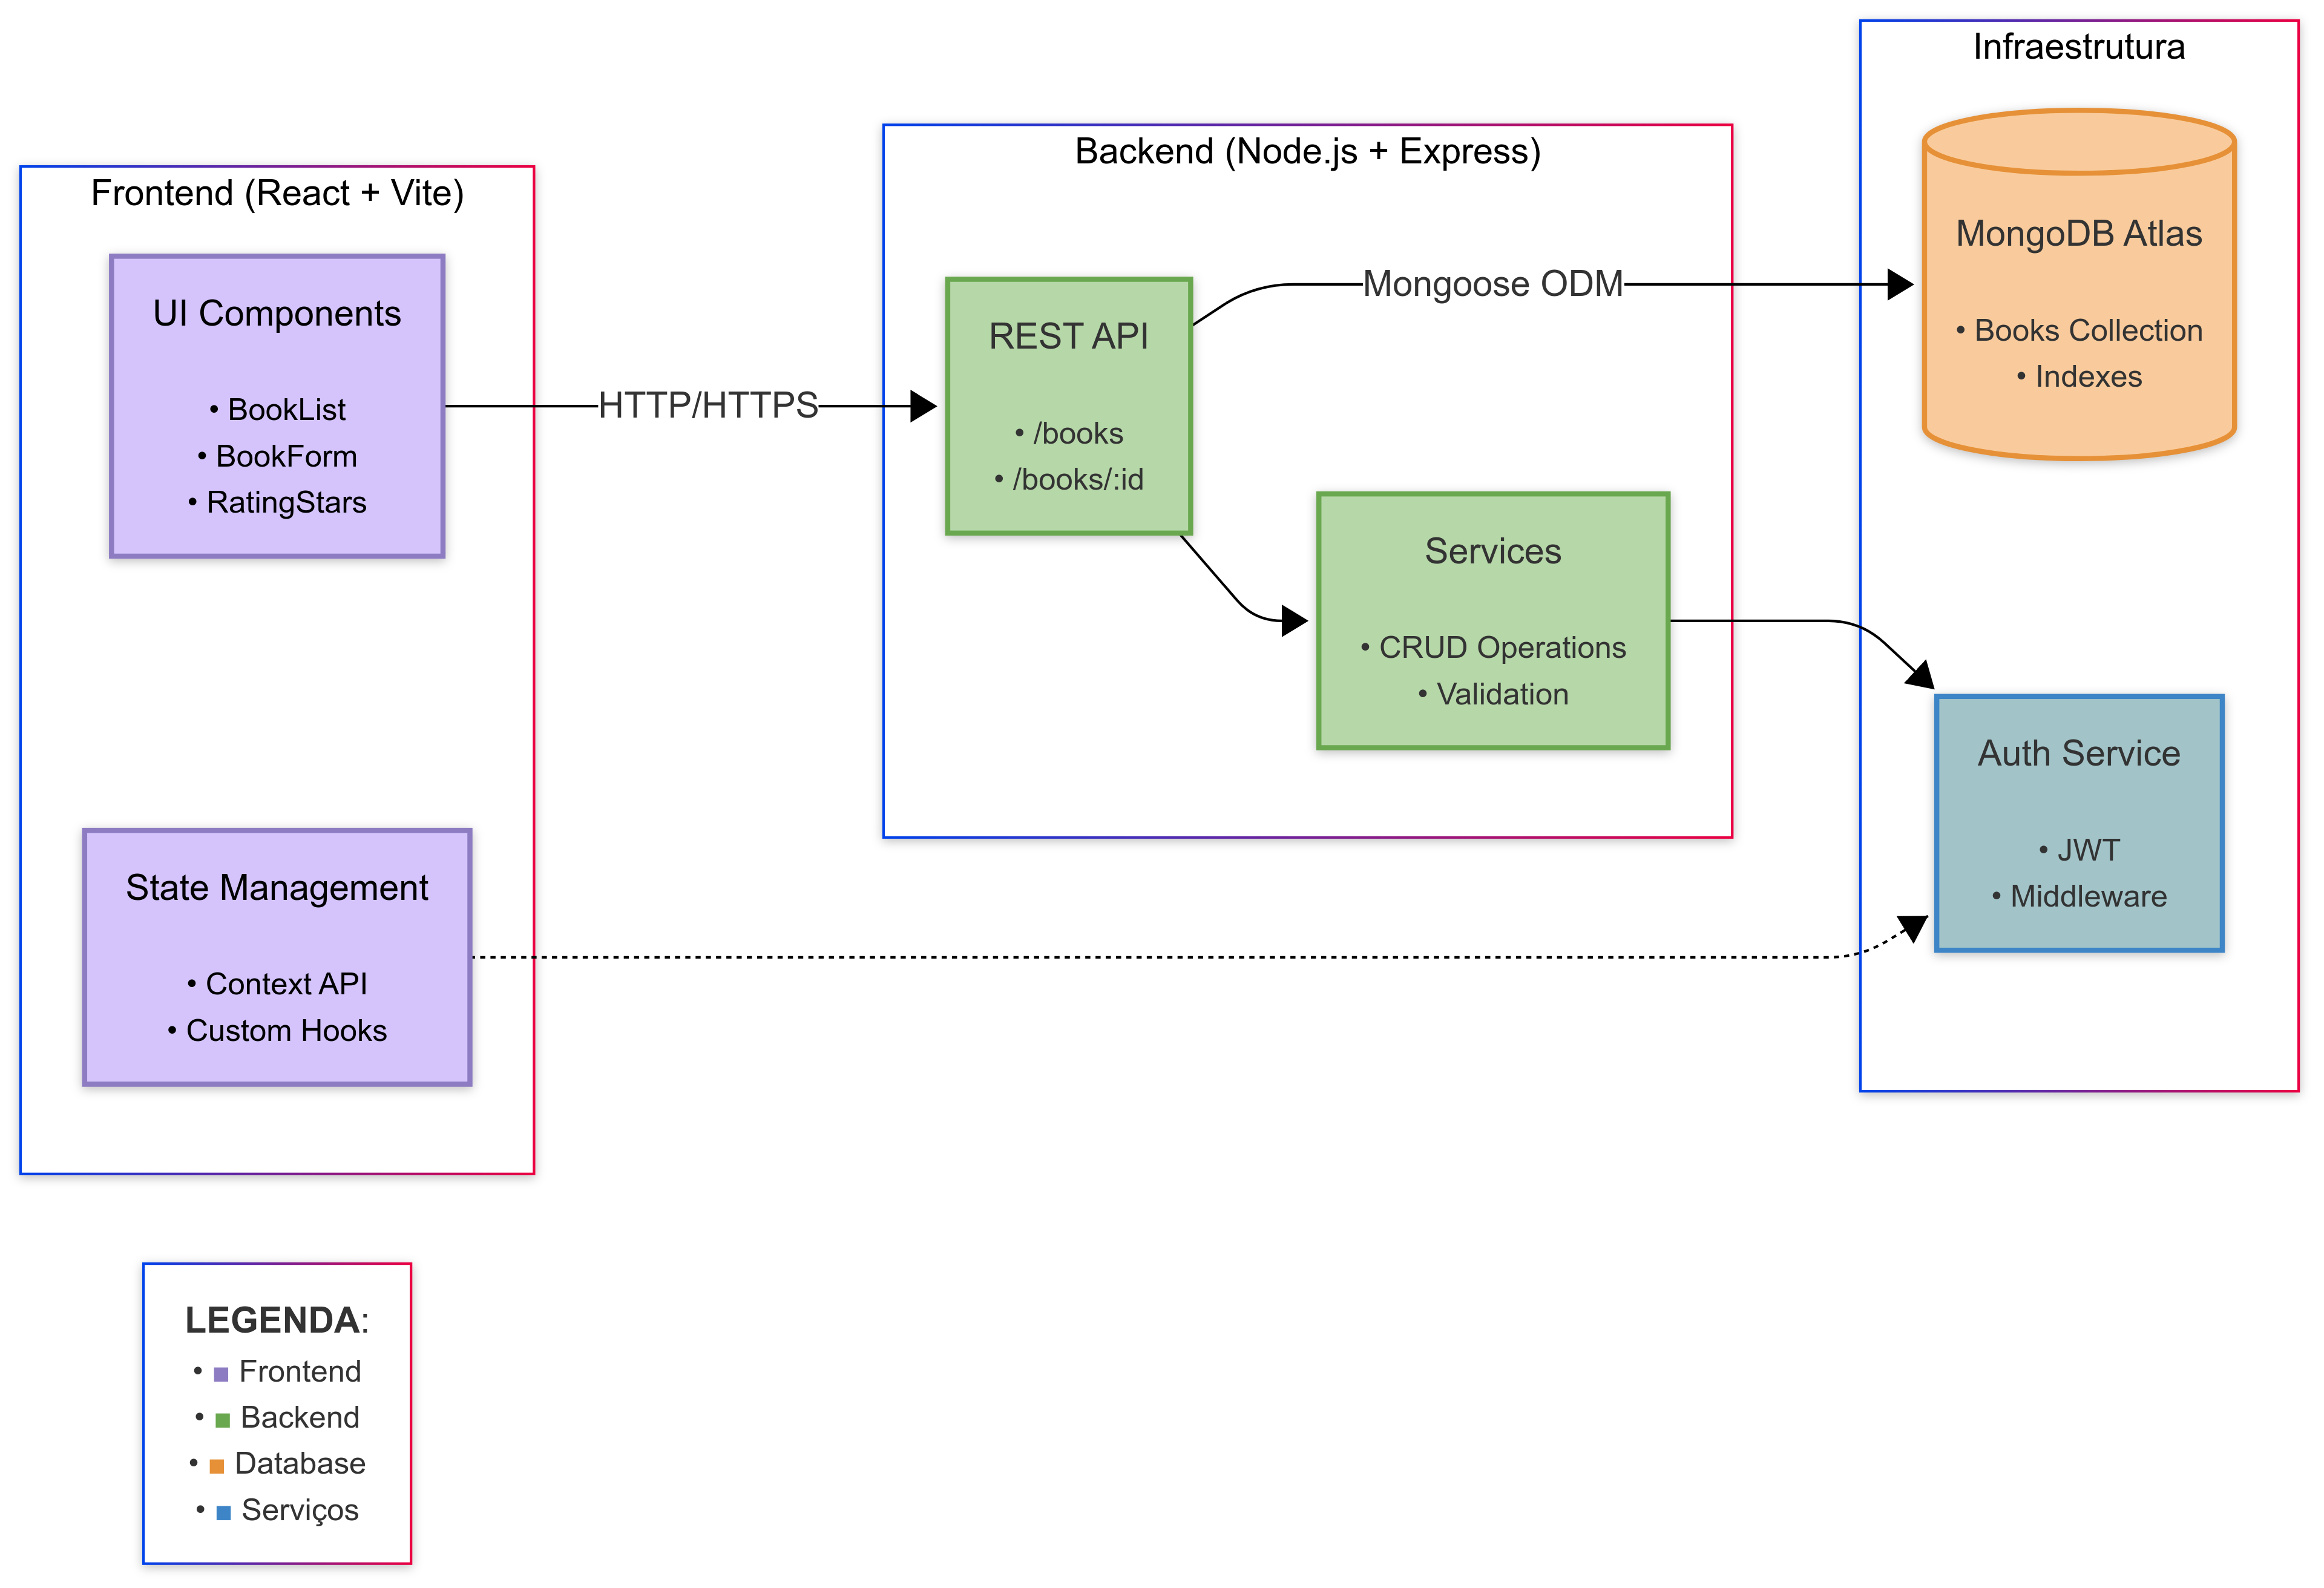 Frontend (React + Vite)
UI Components
• BookList
• BookForm
• RatingStars
State Management
• Context API
• Custom Hooks
HTTP/HTTPS
Backend (Node.js + Express)
REST API
• /books
• /books/:id
Mongoose ODM
Services
• CRUD Operations
• Validation
Infraestrutura
MongoDB Atlas
• Books Collection
• Indexes
Auth Service
• JWT
• Middleware
LEGENDA:
• ■ Frontend
• ■ Backend
• ■ Database
• ■ Serviços